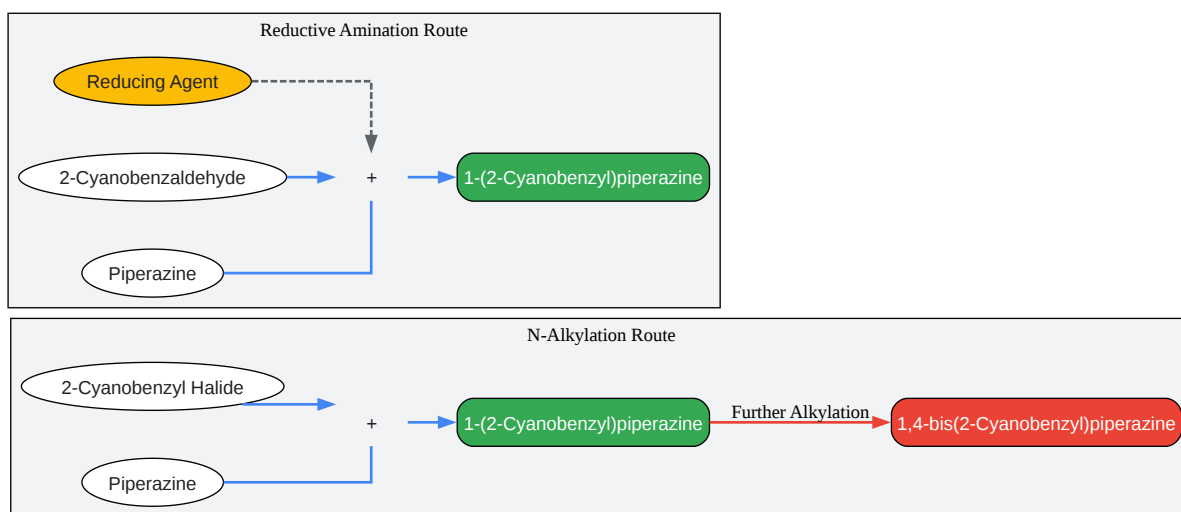 Reductive Amination Route
Reducing Agent
2-Cyanobenzaldehyde
+
1-(2-Cyanobenzyl)piperazine
Piperazine
N-Alkylation Route
2-Cyanobenzyl Halide
+
1-(2-Cyanobenzyl)piperazine
Further Alkylation
1,4-bis(2-Cyanobenzyl)piperazine
Piperazine